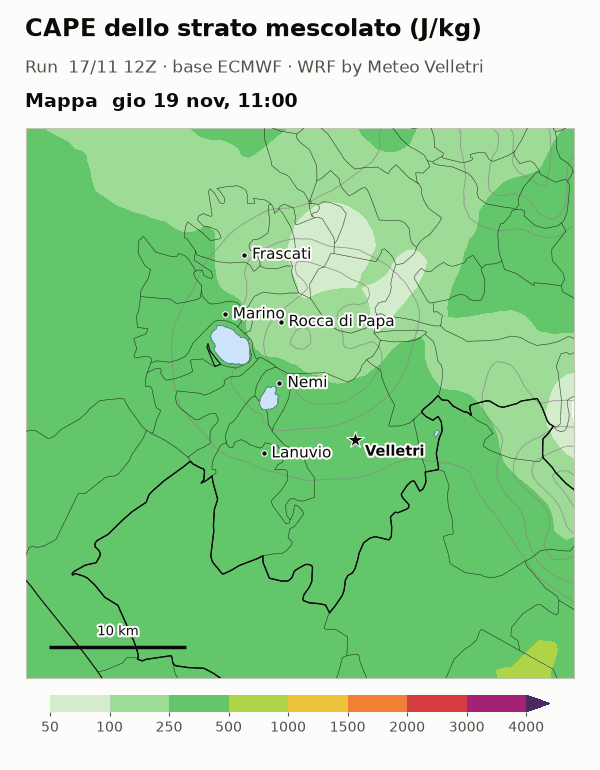 CAPE dello strato mescolato (J/kg)
Run  17/11 12Z · base ECMWF · WRF by Meteo Velletri
Mappa  gio 19 nov, 11:00
Frascati
Marino
Rocca di Papa
Nemi
Velletri
Lanuvio
10 km
50 100 250 500 1000 1500 2000 3000 4000